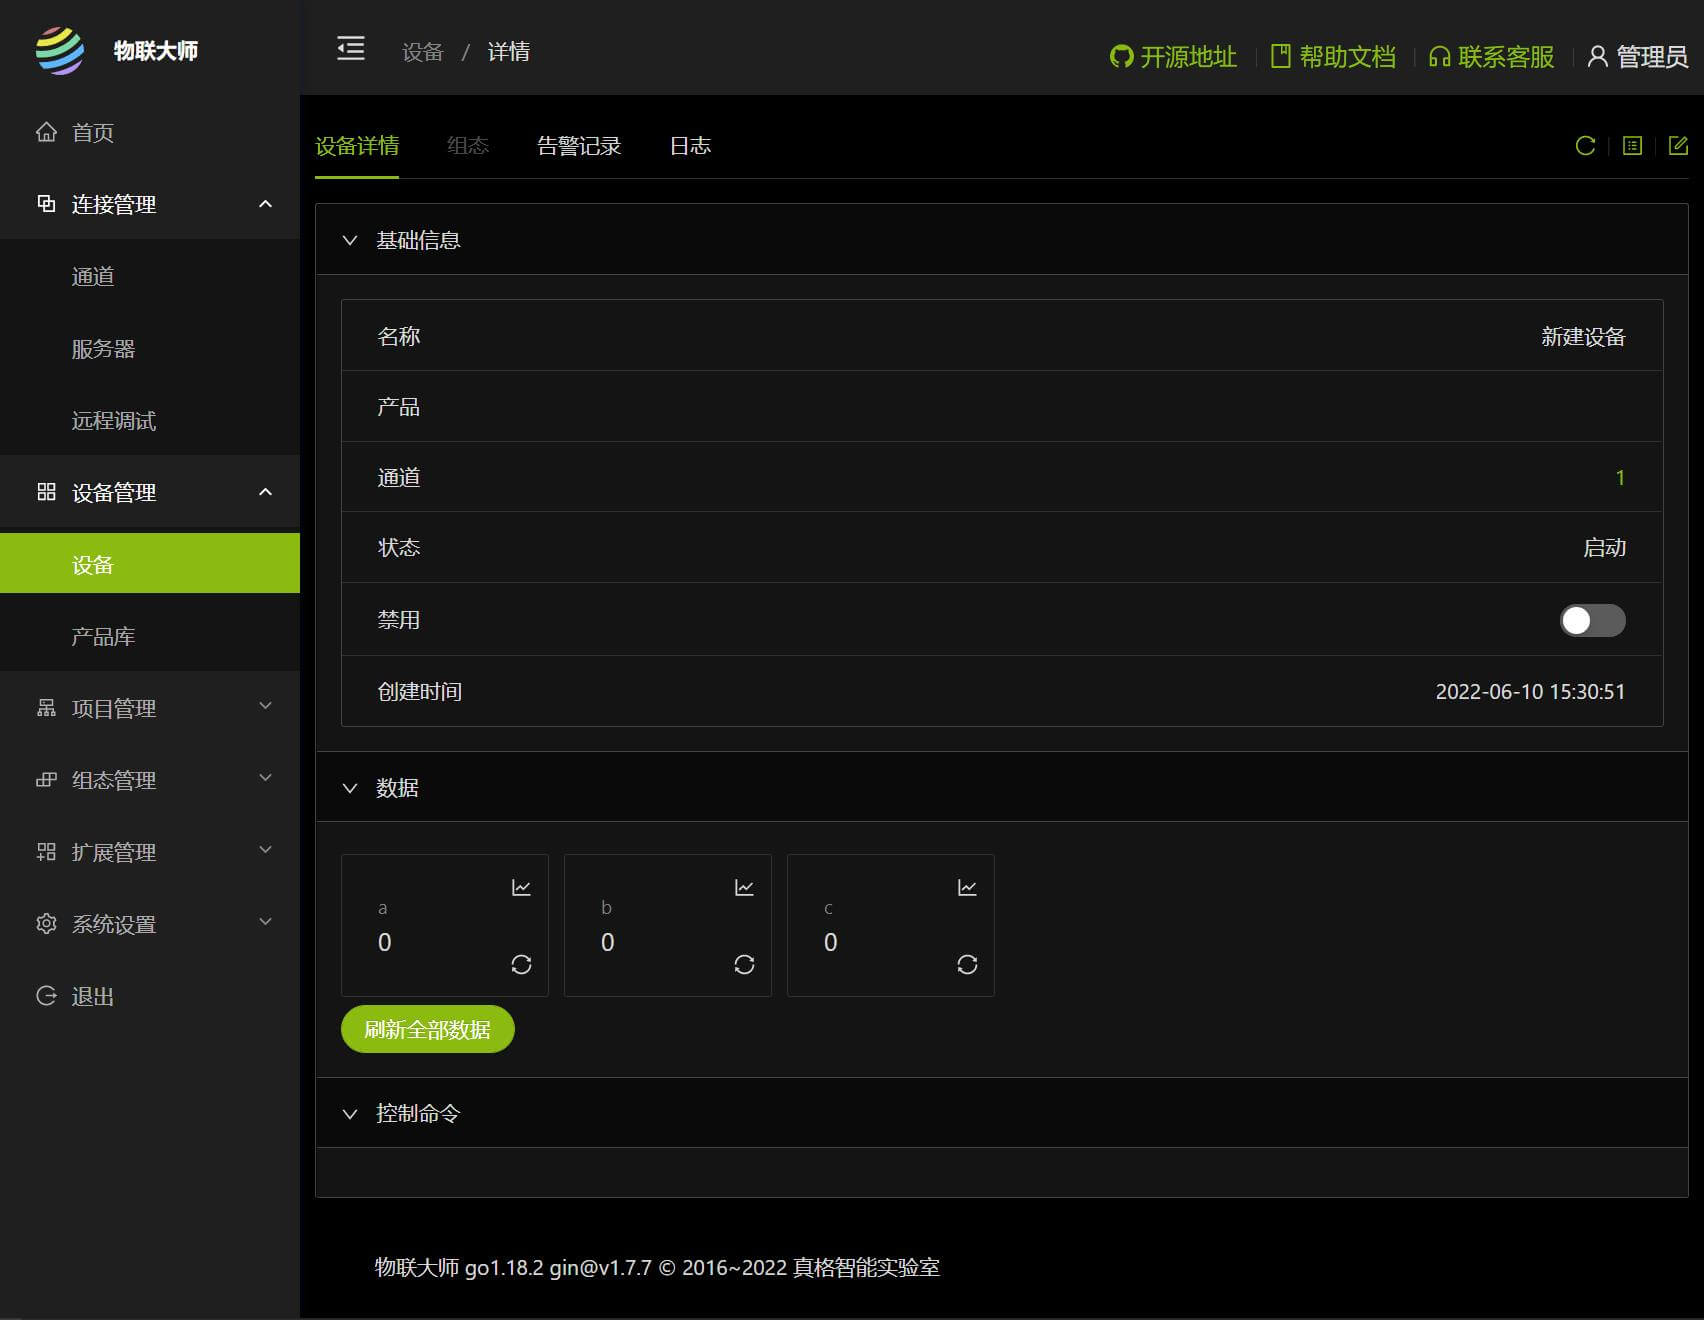 物联大师
设备 / 详情
开源地址
帮助文档
联系客服
管理员
首页
连接管理
通道
服务器
远程调试
设备管理
设备
产品库
项目管理
组态管理
扩展管理
系统设置
退出
设备详情
组态
告警记录
日志
基础信息
名称 新建设备
产品
通道 1
状态 启动
禁用
创建时间 2022-06-10 15:30:51
数据
a
0
b
0
c
0
刷新全部数据
控制命令
物联大师 go1.18.2 gin@v1.7.7 © 2016~2022 真格智能实验室